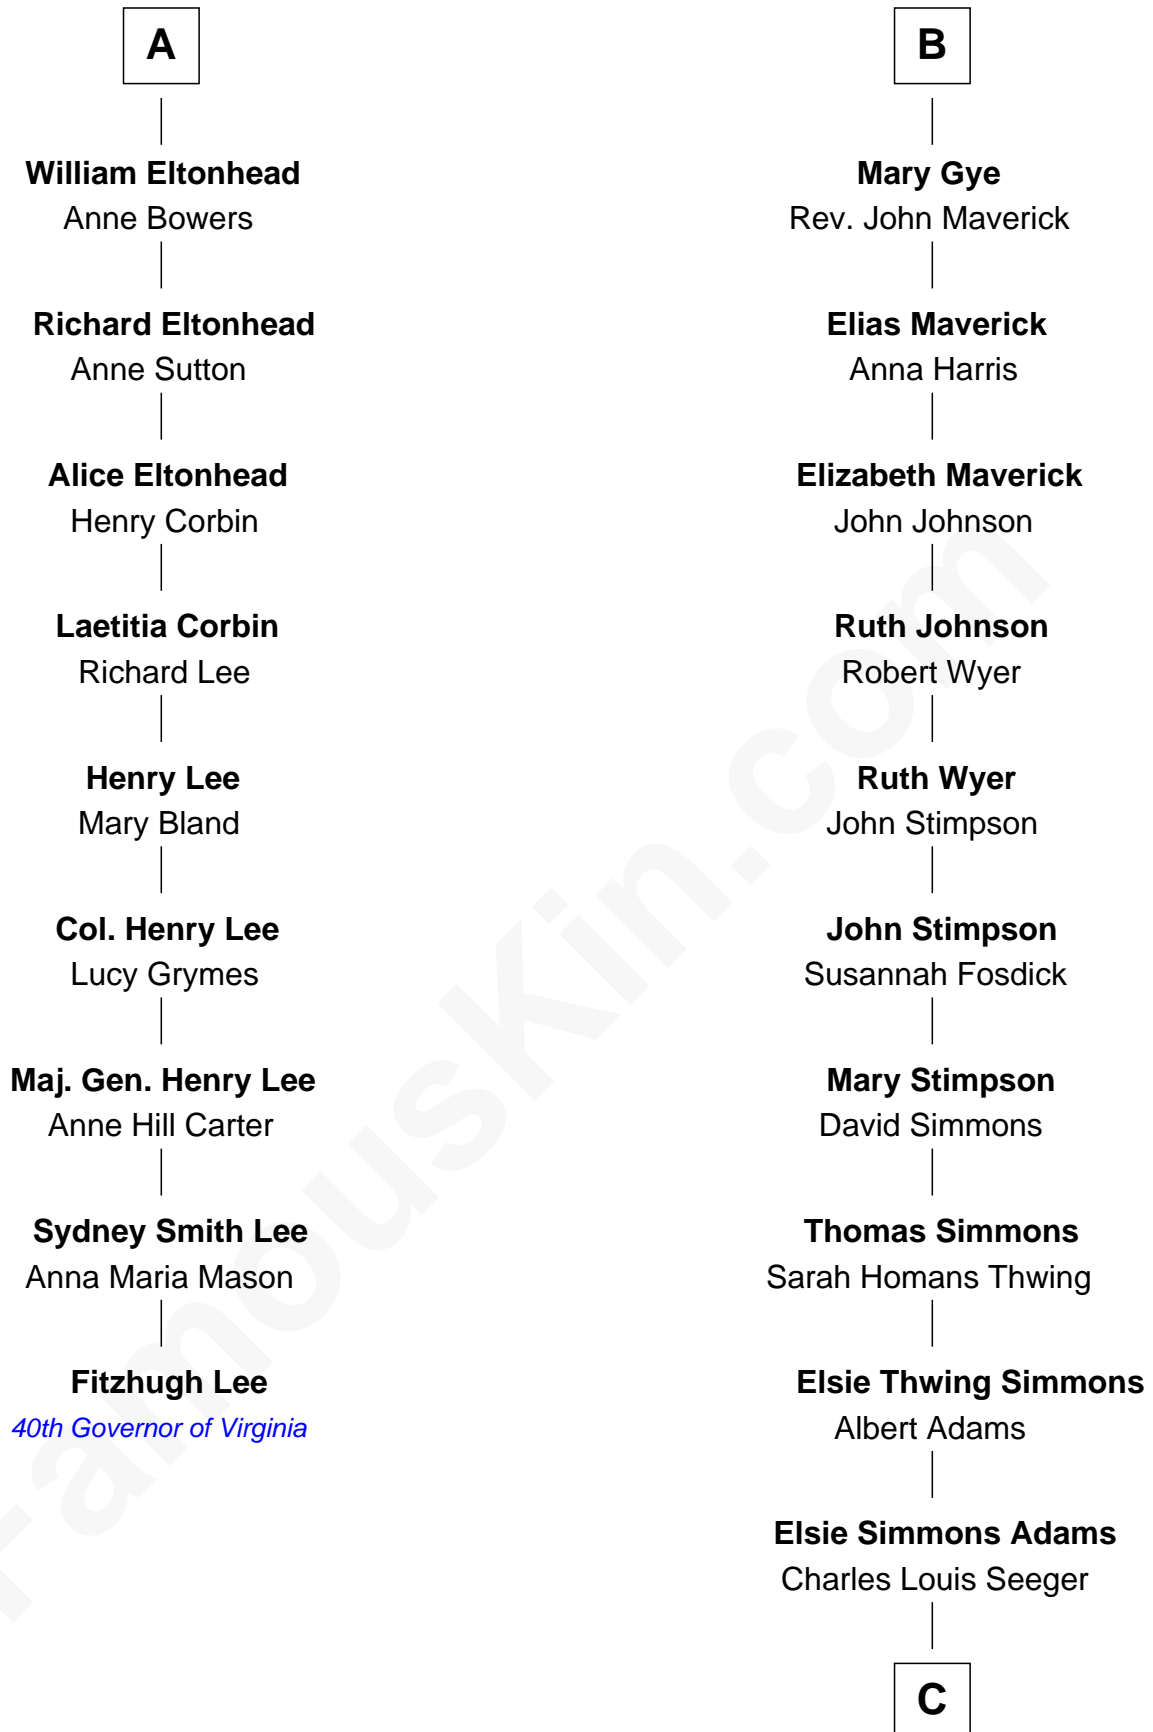 A
William Eltonhead
Anne Bowers
Richard Eltonhead
Anne Sutton
Alice Eltonhead
Henry Corbin
Laetitia Corbin
Richard Lee
Henry Lee
Mary Bland
Col. Henry Lee
Lucy Grymes
Maj. Gen. Henry Lee
Anne Hill Carter
Sydney Smith Lee
Anna Maria Mason
Fitzhugh Lee
40th Governor of Virginia
B
Mary Gye
Rev. John Maverick
Elias Maverick
Anna Harris
Elizabeth Maverick
John Johnson
Ruth Johnson
Robert Wyer
Ruth Wyer
John Stimpson
John Stimpson
Susannah Fosdick
Mary Stimpson
David Simmons
Thomas Simmons
Sarah Homans Thwing
Elsie Thwing Simmons
Albert Adams
Elsie Simmons Adams
Charles Louis Seeger
C
FamousKin.com